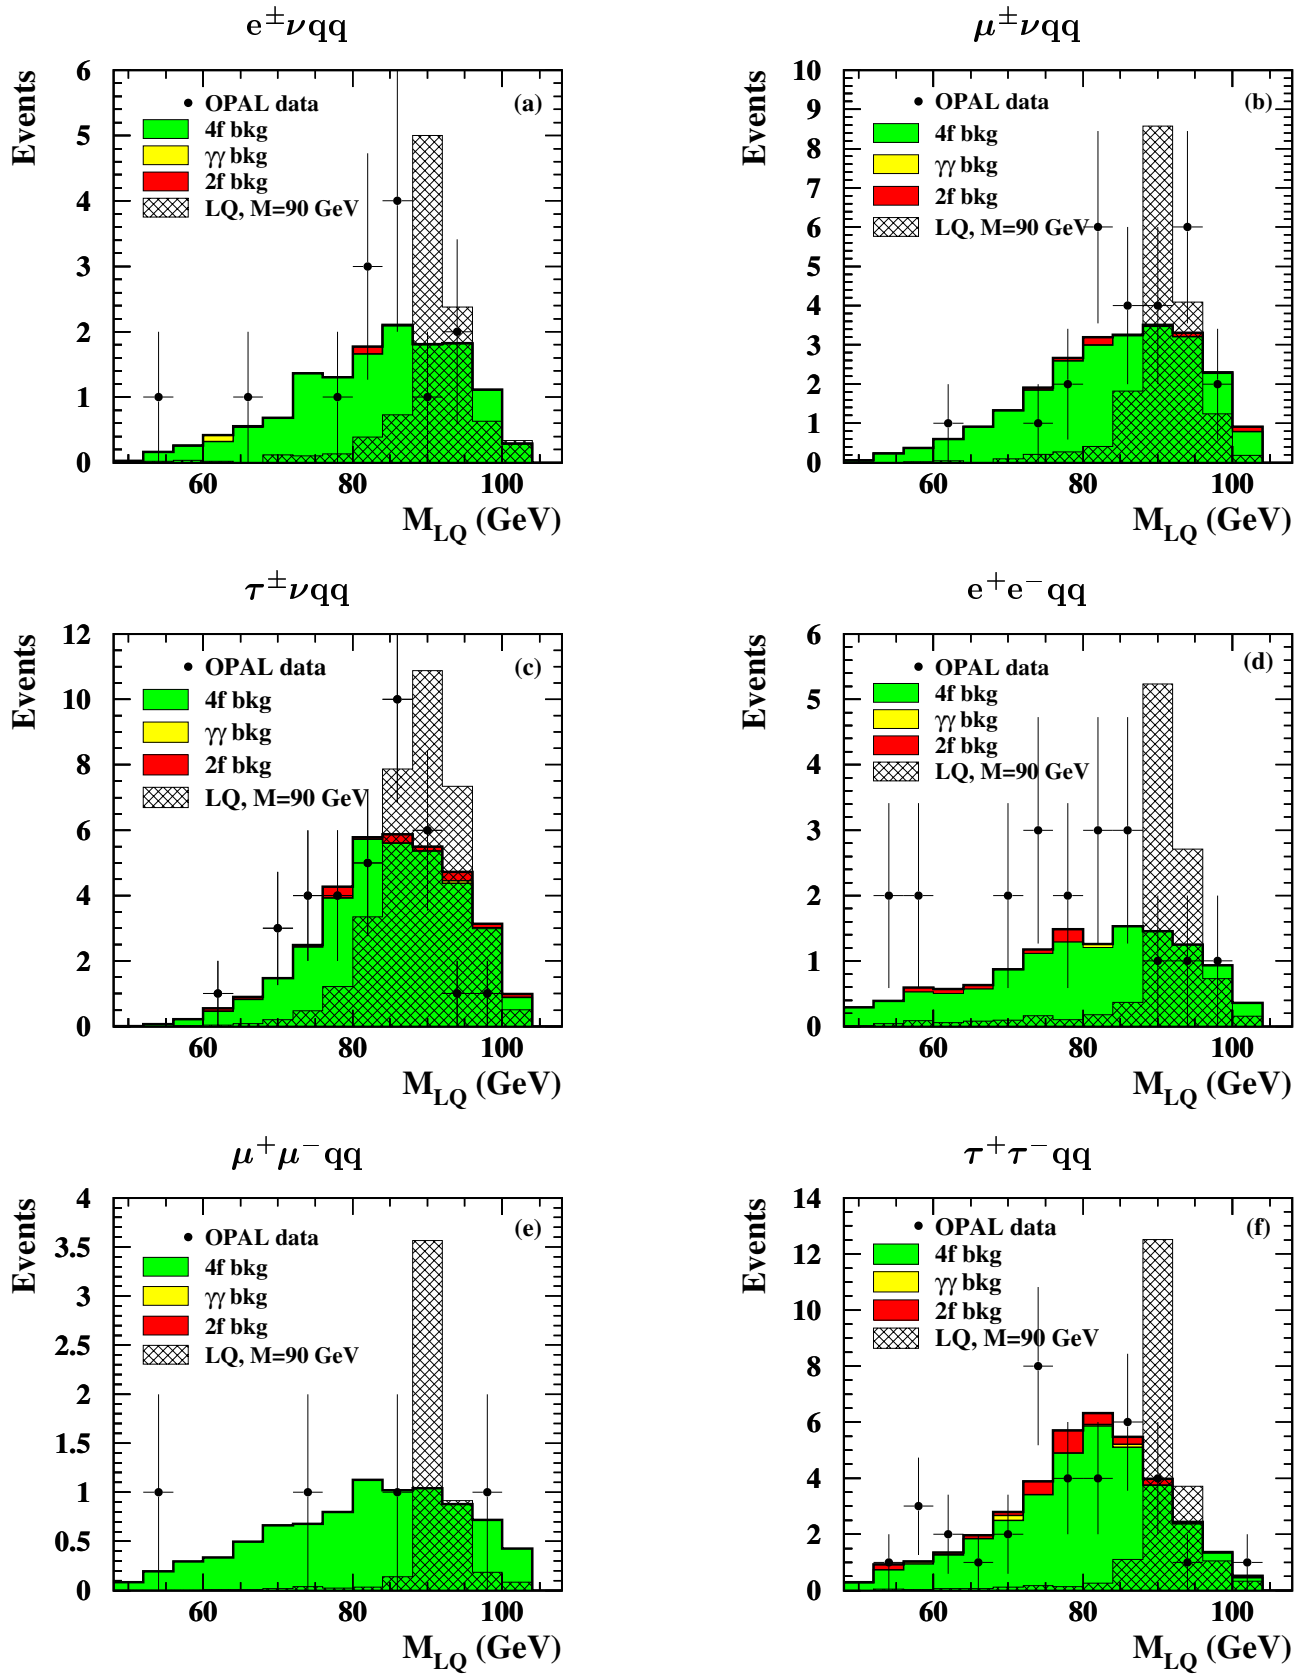 e±νqq
Events
6
5
4
3
2
1
0
OPAL data
4f bkg
γγ bkg
2f bkg
LQ, M=90 GeV
(a)
60 80 100
M_LQ (GeV)
μ±νqq
Events
10
9
8
7
6
5
4
3
2
1
0
OPAL data
4f bkg
γγ bkg
2f bkg
LQ, M=90 GeV
(b)
60 80 100
M_LQ (GeV)
τ±νqq
Events
12
10
8
6
4
2
0
OPAL data
4f bkg
γγ bkg
2f bkg
LQ, M=90 GeV
(c)
60 80 100
M_LQ (GeV)
e⁺e⁻qq
Events
6
5
4
3
2
1
0
OPAL data
4f bkg
γγ bkg
2f bkg
LQ, M=90 GeV
(d)
60 80 100
M_LQ (GeV)
μ⁺μ⁻qq
Events
4
3.5
3
2.5
2
1.5
1
0.5
0
OPAL data
4f bkg
γγ bkg
2f bkg
LQ, M=90 GeV
(e)
60 80 100
M_LQ (GeV)
τ⁺τ⁻qq
Events
14
12
10
8
6
4
2
0
OPAL data
4f bkg
γγ bkg
2f bkg
LQ, M=90 GeV
(f)
60 80 100
M_LQ (GeV)